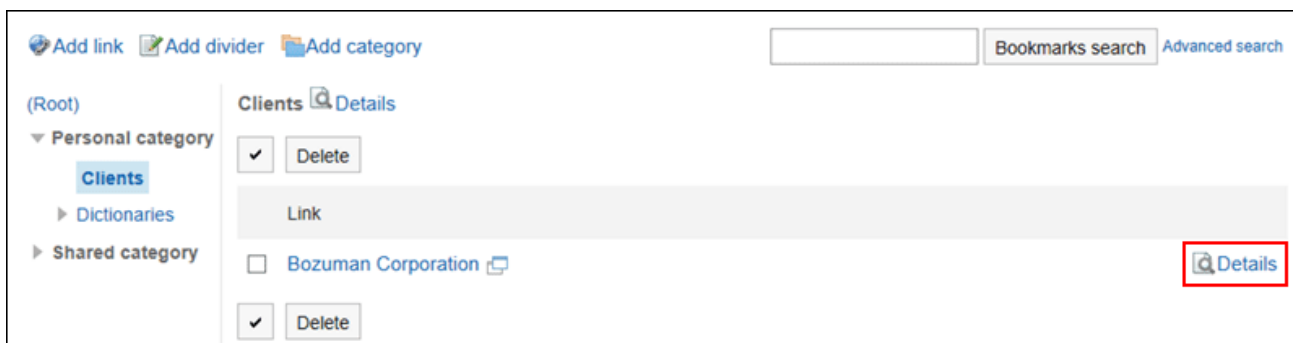 Add link Add divider Add category Bookmarks search Advanced search
(Root)
Personal category
Clients
Dictionaries
Shared category
Clients Details
Delete
Link
Bozuman Corporation Details
Delete